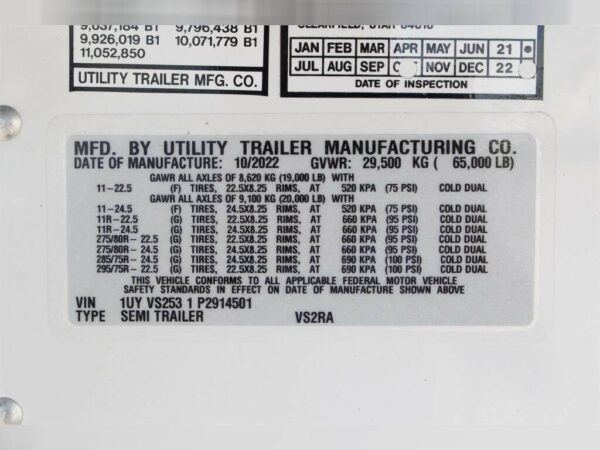 9,926,019 B1 10,071,779 B1
11,052,850
UTILITY TRAILER MFG. CO.
JAN FEB MAR APR MAY JUN 21
JUL AUG SEP NOV DEC 22
DATE OF INSPECTION
MFD. BY UTILITY TRAILER MANUFACTURING CO.
DATE OF MANUFACTURE: 10/2022 GVWR: 29,500 KG ( 65,000 LB)
GAWR ALL AXLES OF 8,620 KG (19,000 LB) WITH
11-22.5 (F) TIRES, 22.5X8.25 RIMS, AT 520 KPA (75 PSI) COLD DUAL
GAWR ALL AXLES OF 9,100 KG (20,000 LB) WITH
11-24.5 (F) TIRES, 24.5X8.25 RIMS, AT 520 KPA (75 PSI) COLD DUAL
11R-22.5 (G) TIRES, 22.5X8.25 RIMS, AT 660 KPA (95 PSI) COLD DUAL
11R-24.5 (G) TIRES, 24.5X8.25 RIMS, AT 660 KPA (95 PSI) COLD DUAL
275/80R-22.5 (G) TIRES, 22.5X8.25 RIMS, AT 660 KPA (95 PSI) COLD DUAL
275/80R-24.5 (G) TIRES, 24.5X8.25 RIMS, AT 660 KPA (95 PSI) COLD DUAL
285/75R-24.5 (G) TIRES, 24.5X8.25 RIMS, AT 690 KPA (100 PSI) COLD DUAL
295/75R-22.5 (G) TIRES, 22.5X8.25 RIMS, AT 690 KPA (100 PSI) COLD DUAL
THIS VEHICLE CONFORMS TO ALL APPLICABLE FEDERAL MOTOR VEHICLE
SAFETY STANDARDS IN EFFECT ON DATE OF MANUFACTURE SHOWN ABOVE
VIN 1UY VS253 1 P2914501
TYPE SEMI TRAILER VS2RA